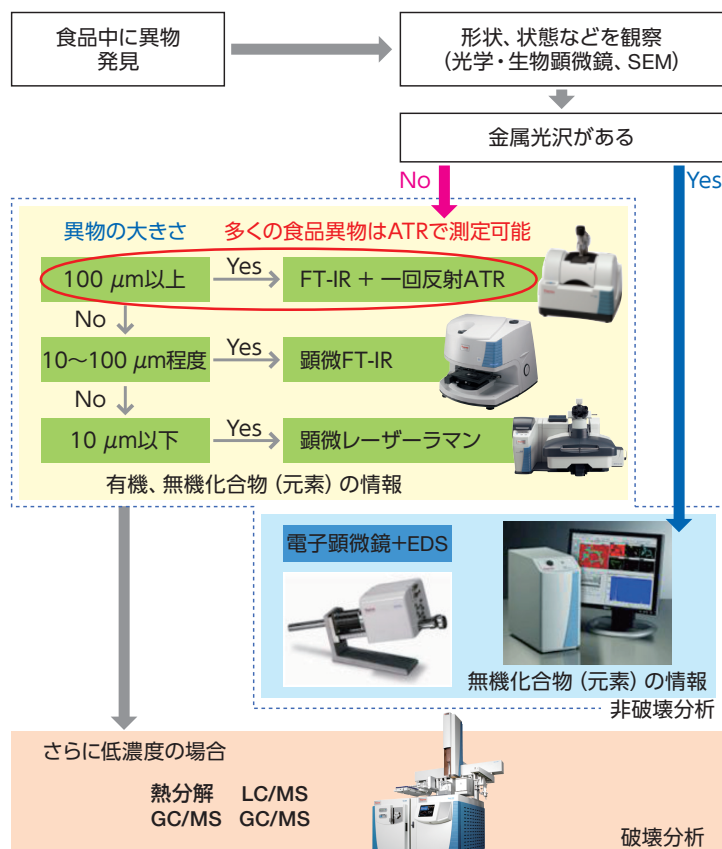 食品中に異物
発見
形状、状態などを観察
(光学・生物顕微鏡、SEM)
金属光沢がある
No
Yes
異物の大きさ
多くの食品異物はATRで測定可能
100 μm以上
Yes
FT-IR + 一回反射ATR
No
10~100 μm程度
Yes
顕微FT-IR
No
10 μm以下
Yes
顕微レーザーラマン
有機、無機化合物 (元素) の情報
電子顕微鏡+EDS
無機化合物 (元素) の情報
非破壊分析
さらに低濃度の場合
熱分解 LC/MS
GC/MS GC/MS
破壊分析